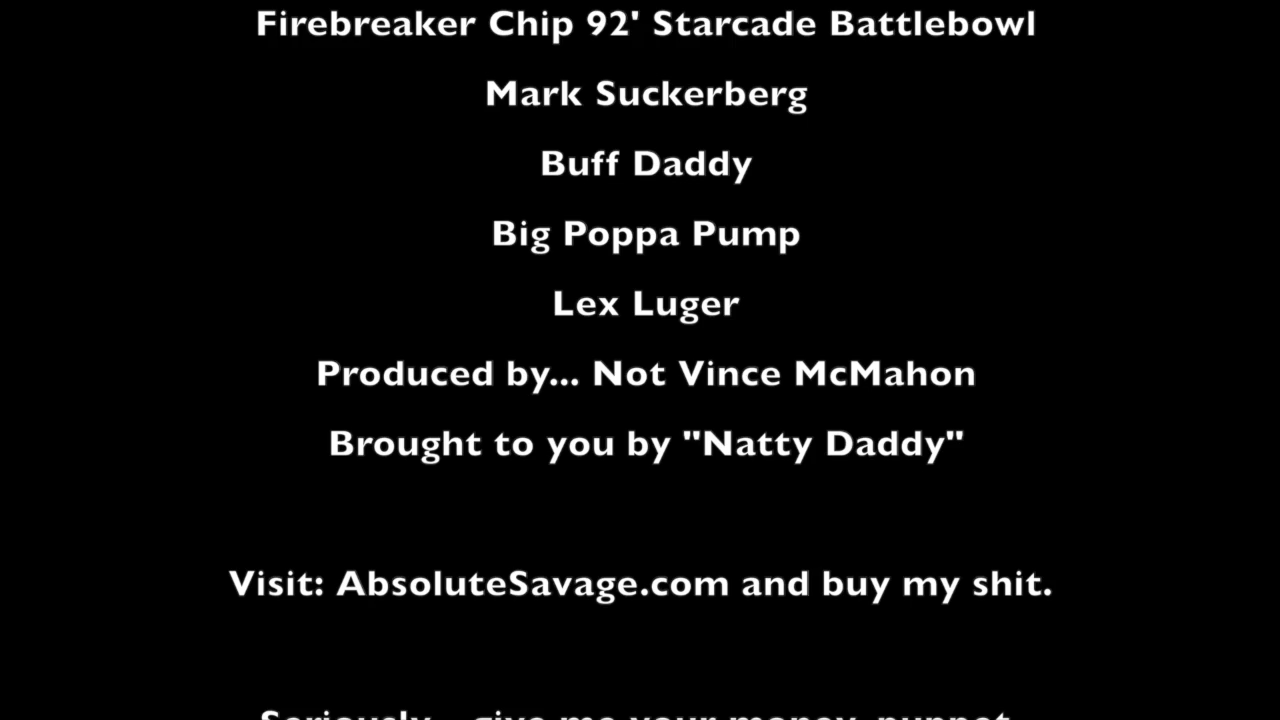 Firebreaker Chip 92' Starcade Battlebowl
Mark Suckerberg
Buff Daddy
Big Poppa Pump
Lex Luger
Produced by... Not Vince McMahon
Brought to you by "Natty Daddy"
Visit: AbsoluteSavage.com and buy my shit.
Seriously... give me your money, puppet.